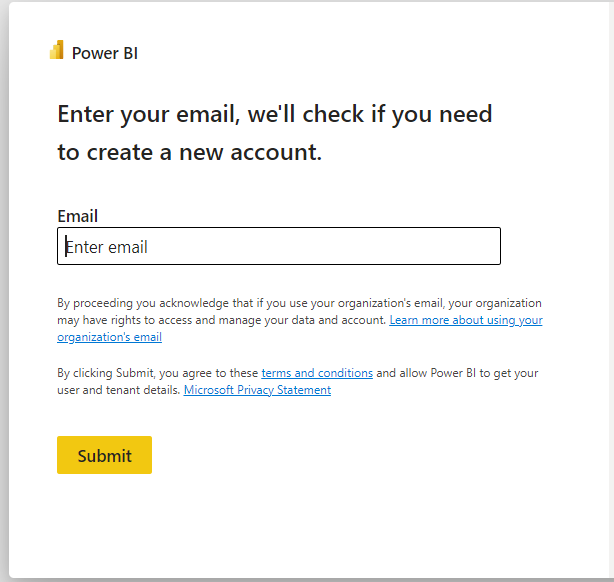 Power BI
Enter your email, we'll check if you need
to create a new account.
Email
Enter email
By proceeding you acknowledge that if you use your organization's email, your organization
may have rights to access and manage your data and account. Learn more about using your
organization's email
By clicking Submit, you agree to these terms and conditions and allow Power BI to get your
user and tenant details. Microsoft Privacy Statement
Submit